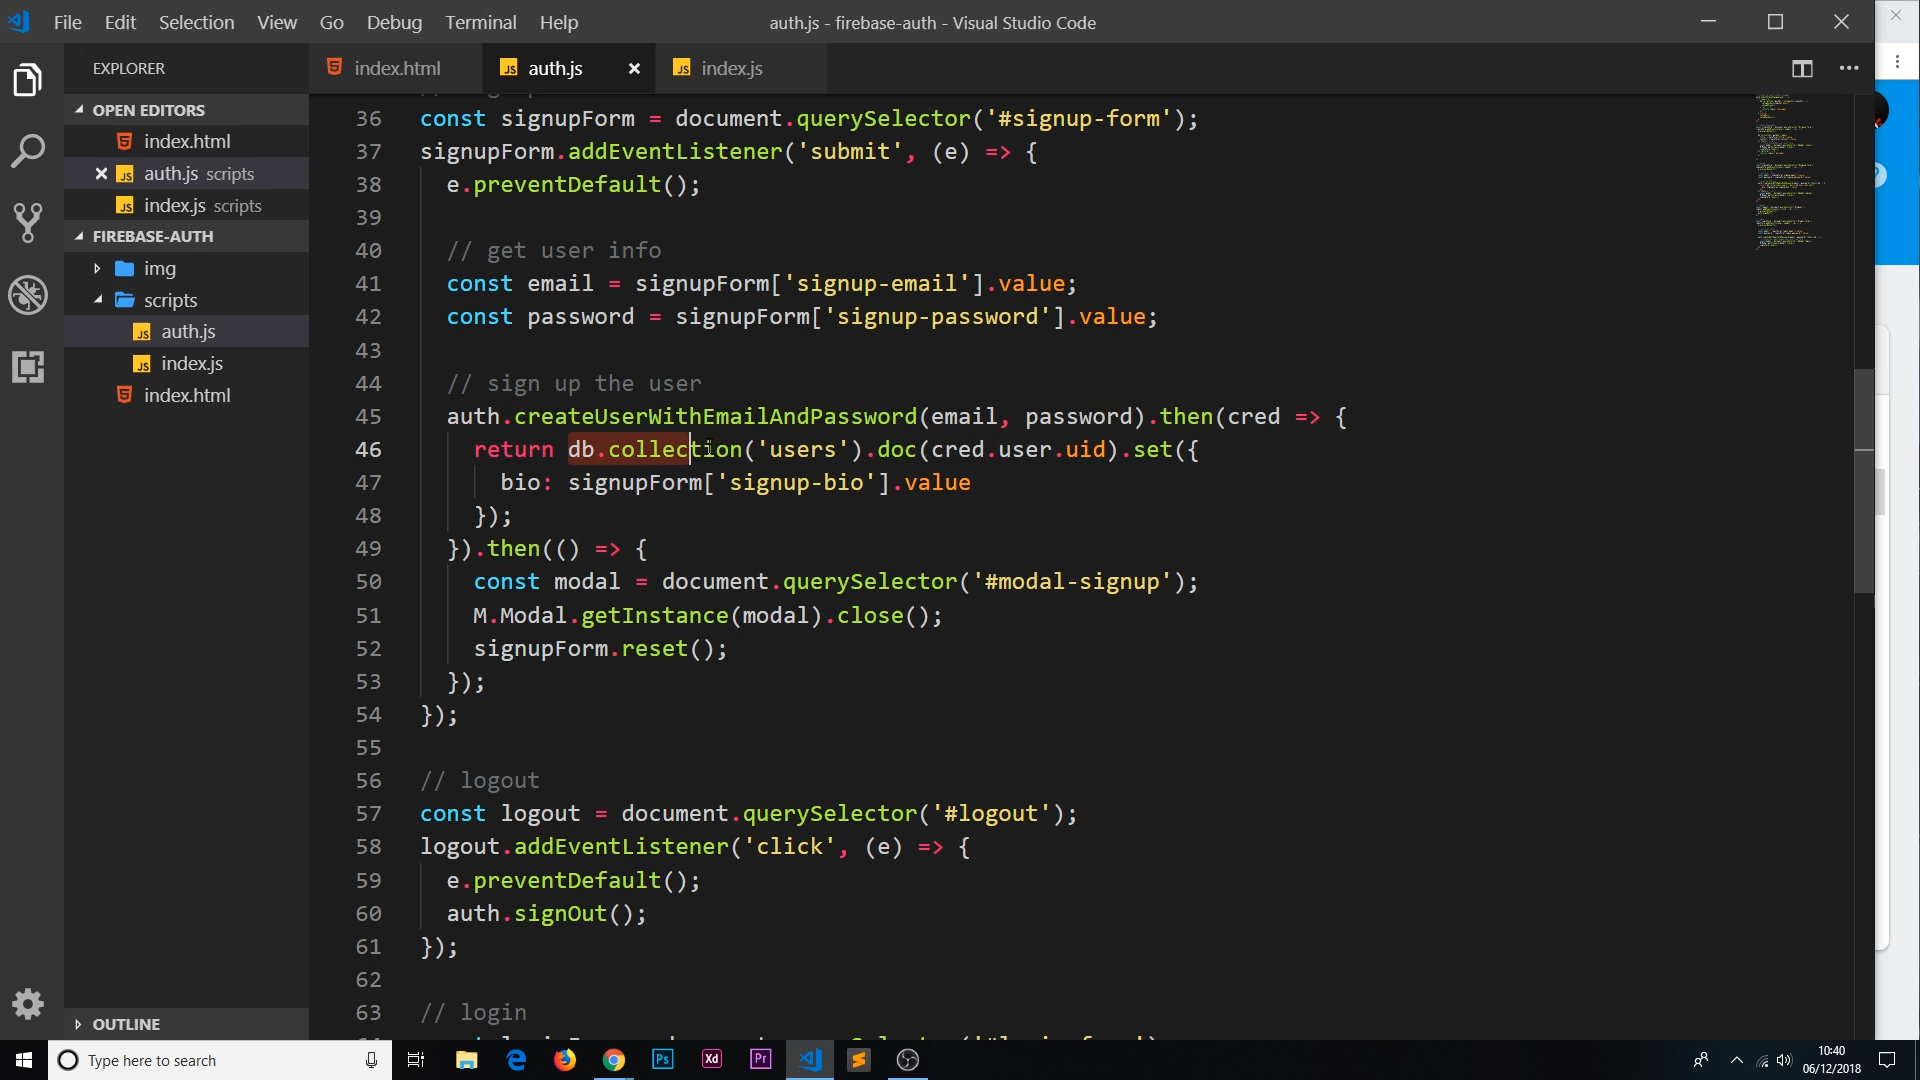 File Edit Selection View Go Debug Terminal Help
auth.js - firebase-auth - Visual Studio Code
EXPLORER
OPEN EDITORS
index.html
auth.js scripts
index.js scripts
FIREBASE-AUTH
img
scripts
auth.js
index.js
index.html
OUTLINE
index.html auth.js index.js
36 const signupForm = document.querySelector('#signup-form');
37 signupForm.addEventListener('submit', (e) => {
38 e.preventDefault();
39
40 // get user info
41 const email = signupForm['signup-email'].value;
42 const password = signupForm['signup-password'].value;
43
44 // sign up the user
45 auth.createUserWithEmailAndPassword(email, password).then(cred => {
46 return db.collection('users').doc(cred.user.uid).set({
47 bio: signupForm['signup-bio'].value
48 });
49 }).then(() => {
50 const modal = document.querySelector('#modal-signup');
51 M.Modal.getInstance(modal).close();
52 signupForm.reset();
53 });
54 });
55
56 // logout
57 const logout = document.querySelector('#logout');
58 logout.addEventListener('click', (e) => {
59 e.preventDefault();
60 auth.signOut();
61 });
62
63 // login
Type here to search
Ps Xd Pr
10:40
06/12/2018